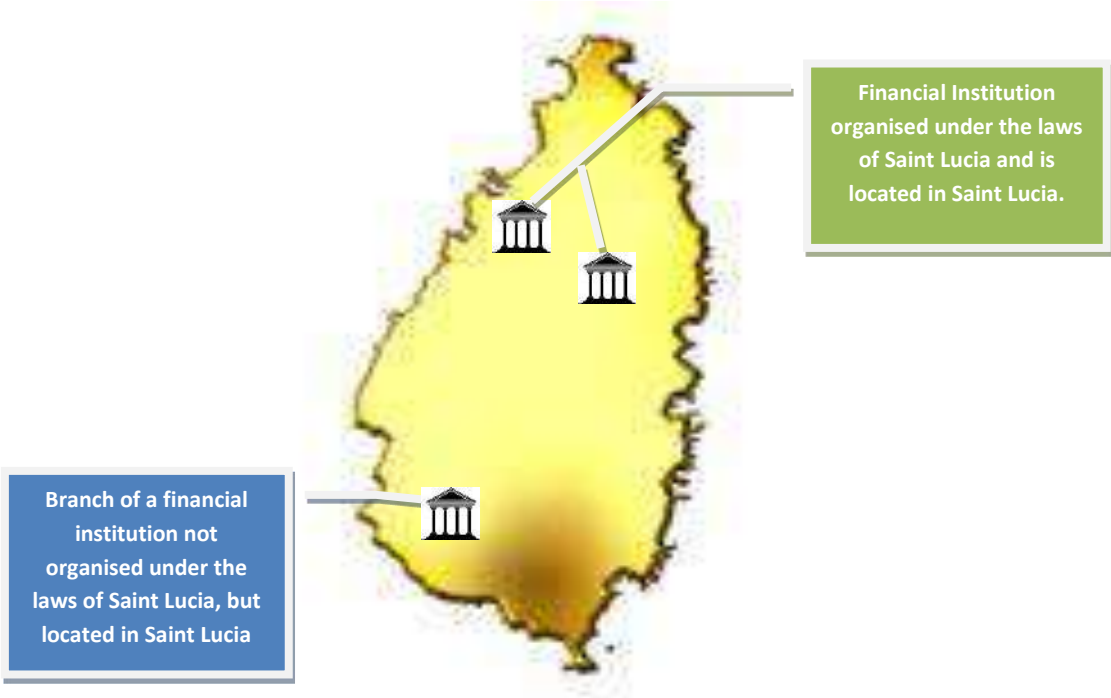 Financial Institution
organised under the laws
of Saint Lucia and is
located in Saint Lucia.
Branch of a financial
institution not
organised under the
laws of Saint Lucia, but
located in Saint Lucia